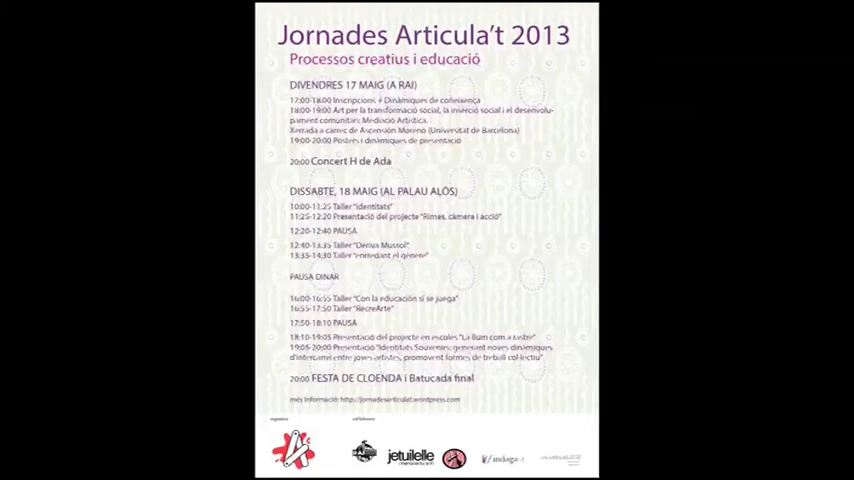 Jornades Articula't 2013
Processos creatius i educació
DIVENDRES 17 MAIG (A RAI)
17:00-18:00 Inscripcions + Dinàmiques de coneixença
18:00-19:00 Art per la transformació social, la inserció social i el desenvolu-
pament comunitari: Mediació Artística.
Xerrada a càrrec de Ascensión Moreno (Universitat de Barcelona)
19:00-20:00 Posters i dinàmiques de presentació
20:00 Concert H de Ada
DISSABTE, 18 MAIG (AL PALAU ALÒS)
10:00-11:25 Taller "Identitats"
11:25-12:20 Presentació del projecte "Rimes, càmera i acció"
12:20-12:40 PAUSA
12:40-13:35 Taller "Deriva Mussol"
13:35-14:30 Taller "enredant el gènere"
PAUSA DINAR
16:00-16:55 Taller "Con la educación sí se juega"
16:55-17:50 Taller "RecreArte"
17:50-18:10 PAUSA
18:10-19:05 Presentació del projecte en escoles "La llum com a rastre"
19:05-20:00 Presentació "Identitats Souvenirs: generant noves dinàmiques
d'intercanvi entre joves artistes, promovent formes de treball col·lectiu"
20:00 FESTA DE CLOENDA i Batucada final
més informació: http://jornadesarticulat.wordpress.com
organitza:
col·laboren:
jetuilelle
indaga-t